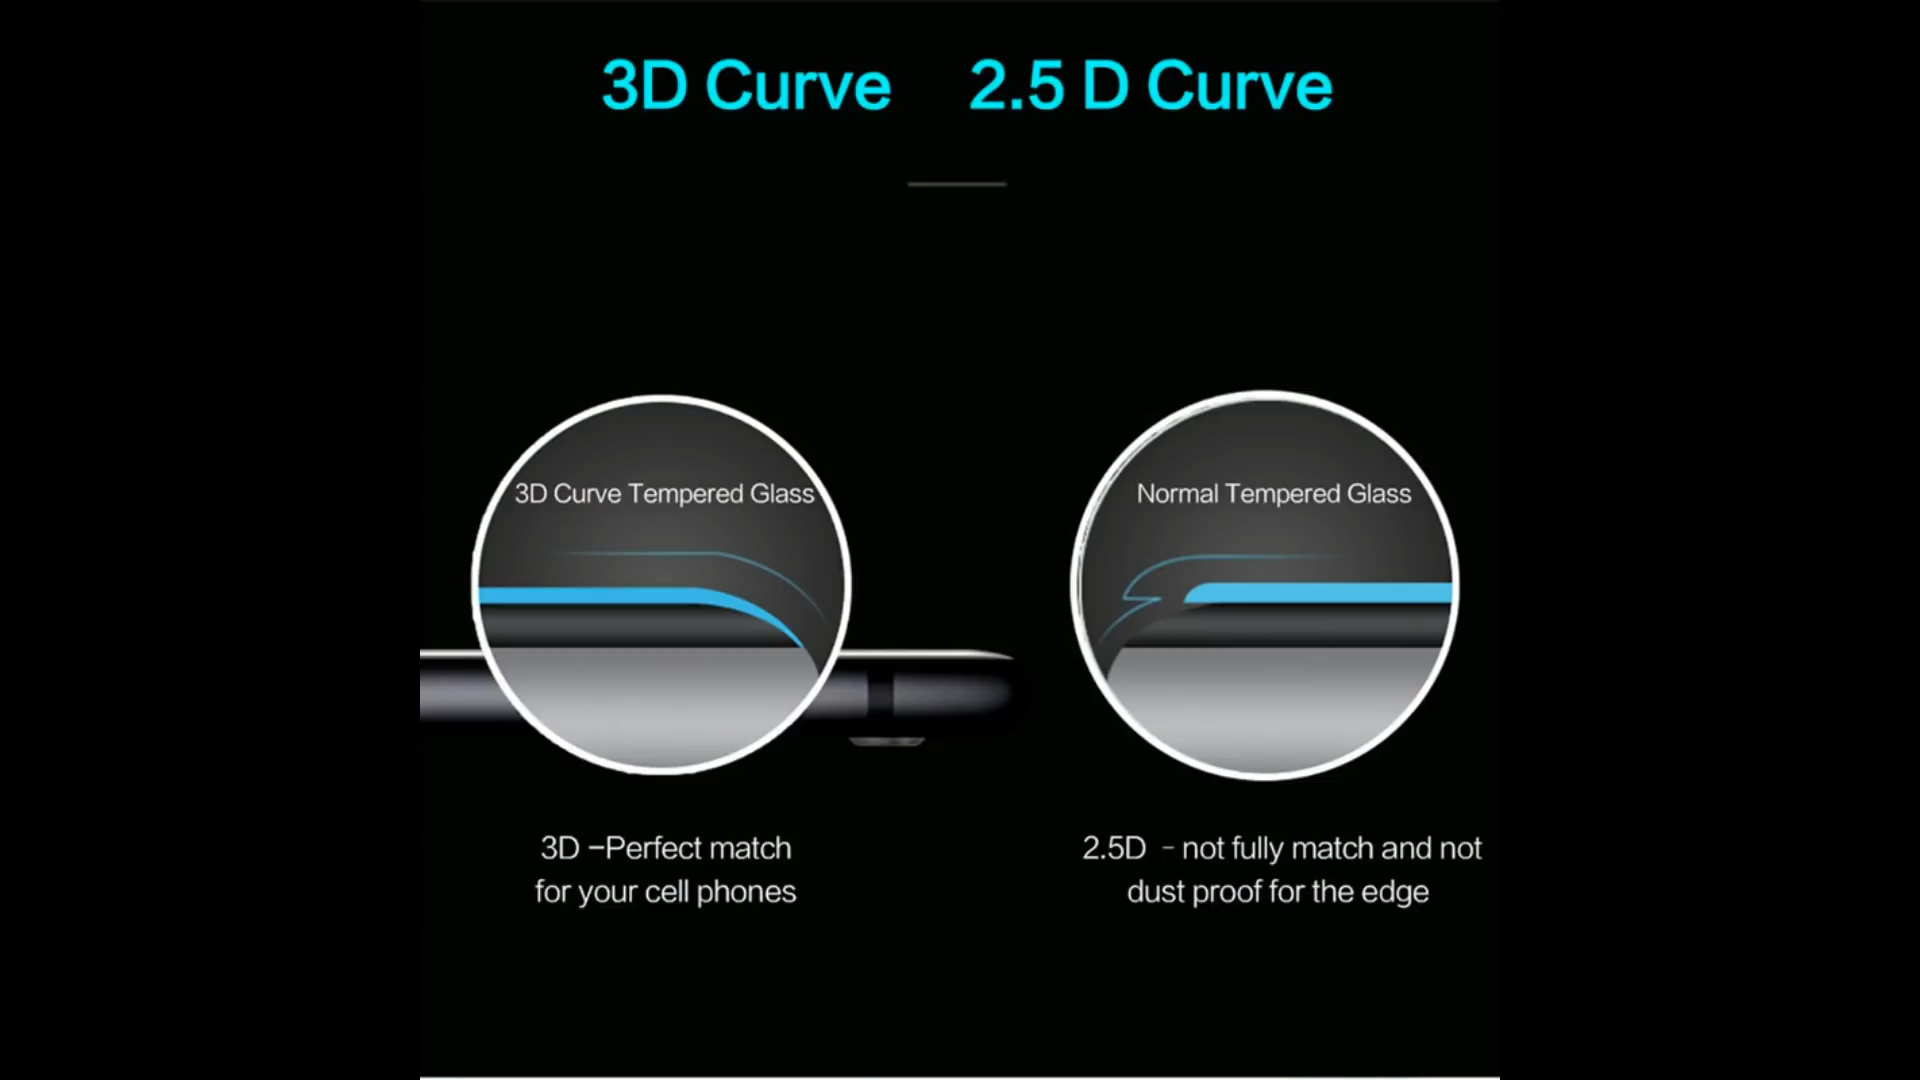 3D Curve
2.5 D Curve
3D Curve Tempered Glass
Normal Tempered Glass
3D –Perfect match
for your cell phones
2.5D - not fully match and not
dust proof for the edge